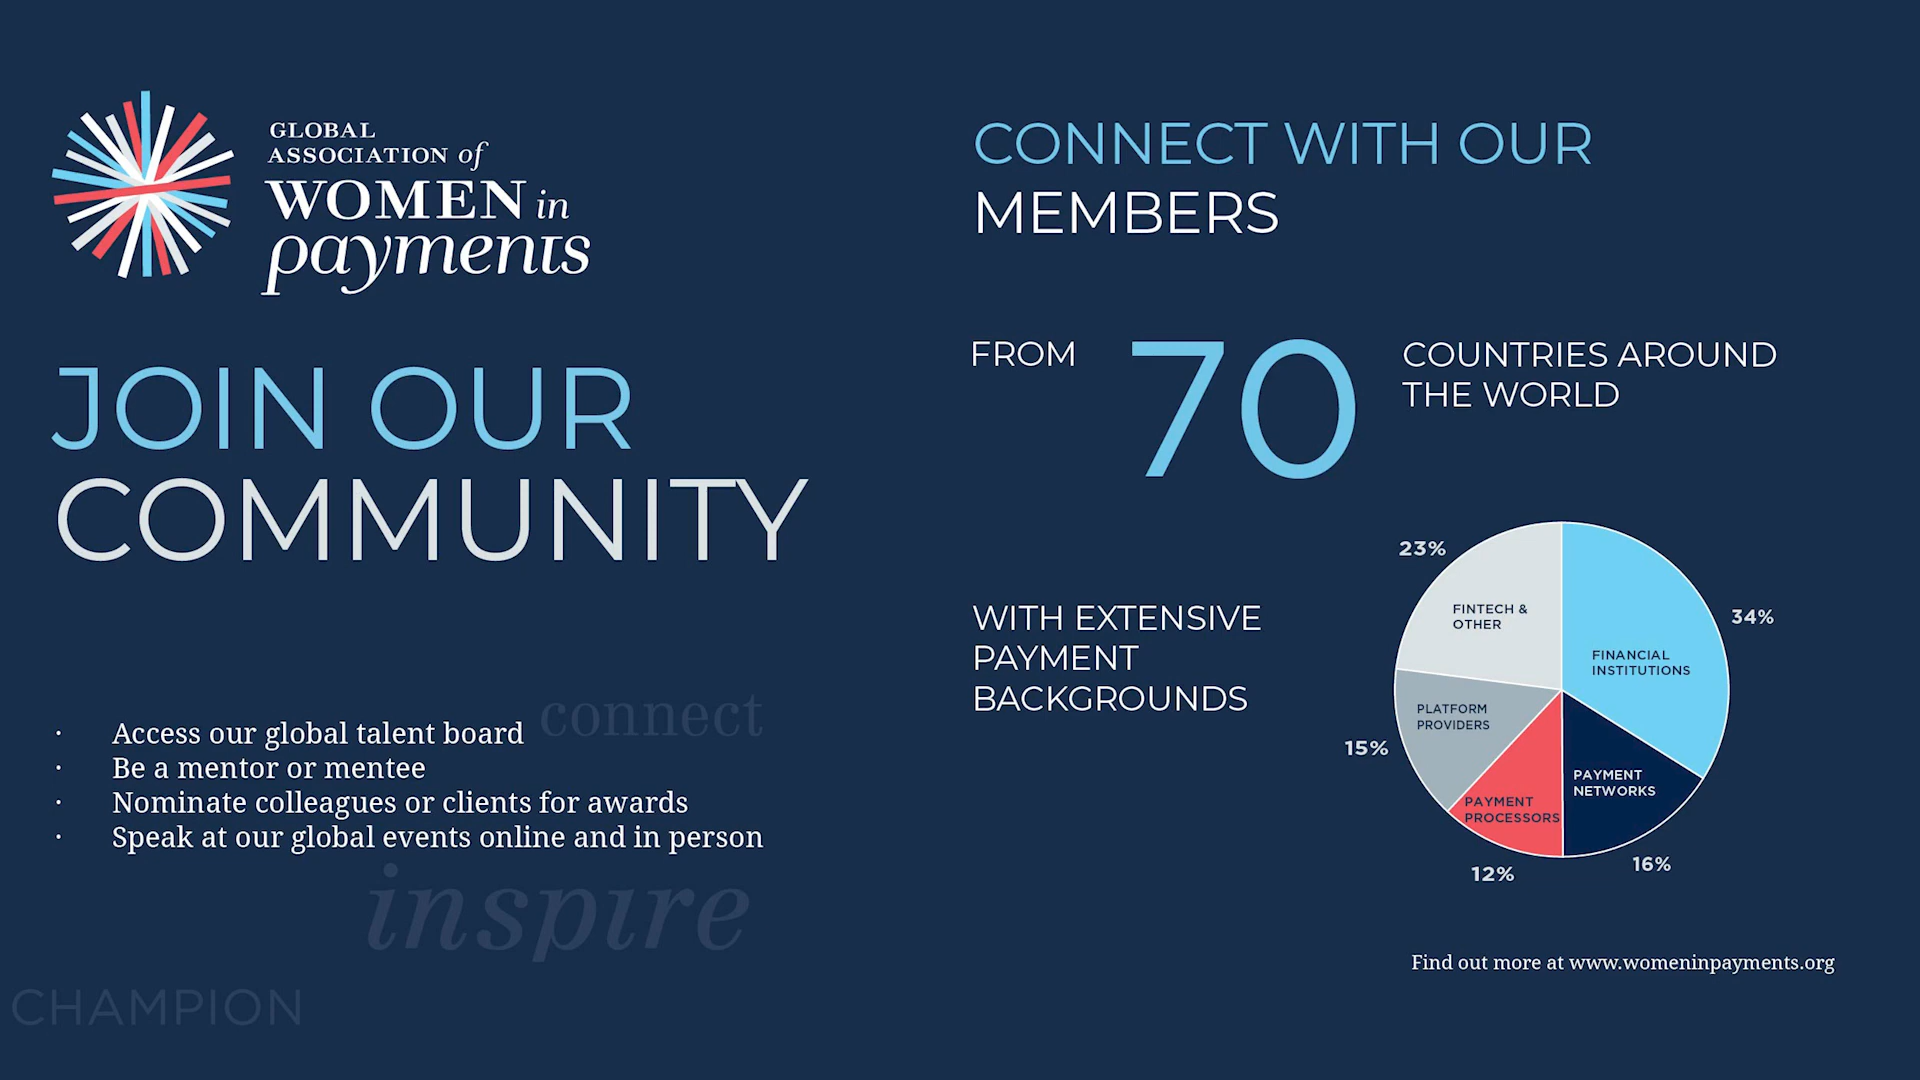 GLOBAL
ASSOCIATION of
WOMEN in
payments
JOIN OUR
COMMUNITY
· Access our global talent board
· Be a mentor or mentee
· Nominate colleagues or clients for awards
· Speak at our global events online and in person
connect
inspire
CHAMPION
CONNECT WITH OUR
MEMBERS
FROM 70 COUNTRIES AROUND
THE WORLD
WITH EXTENSIVE
PAYMENT
BACKGROUNDS
23%
FINTECH &
OTHER
34%
FINANCIAL
INSTITUTIONS
PLATFORM
PROVIDERS
15%
PAYMENT
NETWORKS
16%
PAYMENT
PROCESSORS
12%
Find out more at www.womeninpayments.org